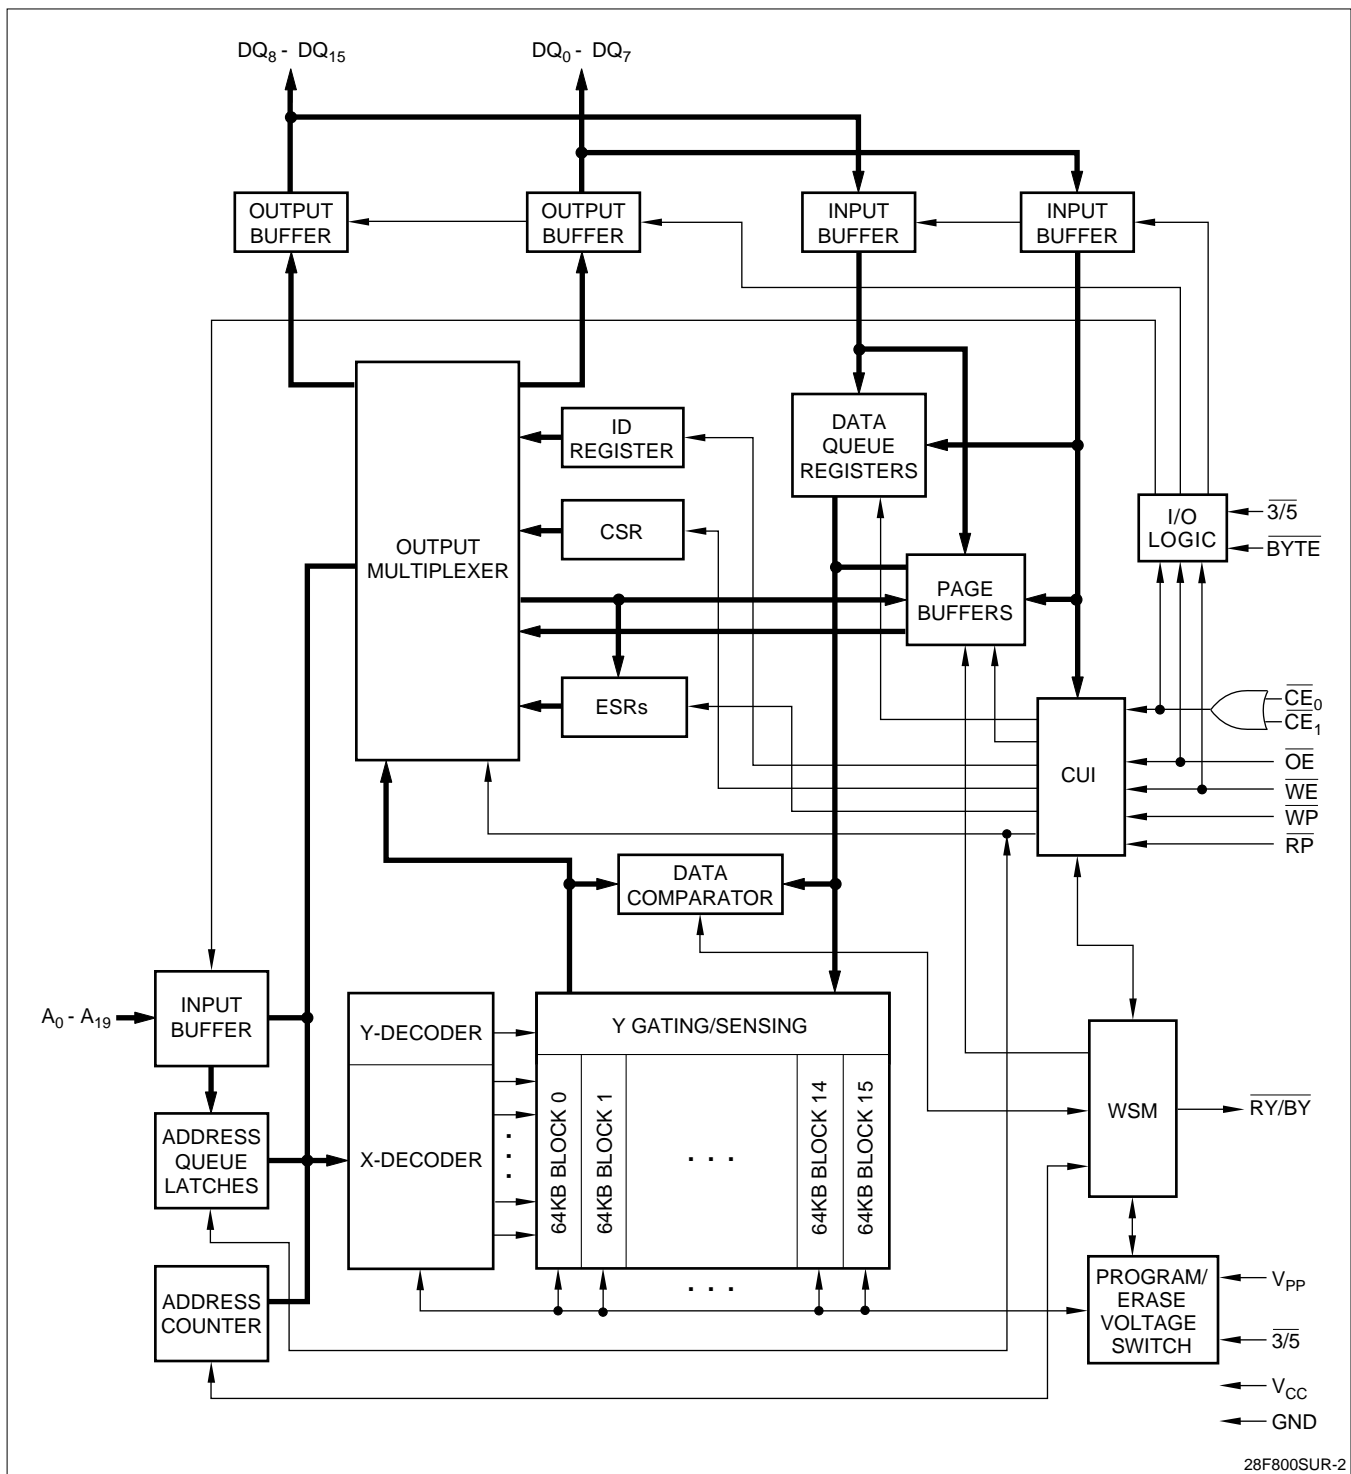 DQ8 - DQ15
DQ0 - DQ7
OUTPUT
BUFFER
OUTPUT
BUFFER
INPUT
BUFFER
INPUT
BUFFER
OUTPUT
MULTIPLEXER
ID
REGISTER
CSR
ESRs
DATA
QUEUE
REGISTERS
PAGE
BUFFERS
I/O
LOGIC
3/5
BYTE
CE0
CE1
OE
WE
WP
RP
CUI
DATA
COMPARATOR
A0 - A19
INPUT
BUFFER
ADDRESS
QUEUE
LATCHES
ADDRESS
COUNTER
Y-DECODER
X-DECODER
Y GATING/SENSING
64KB BLOCK 0
64KB BLOCK 1
. . .
64KB BLOCK 14
64KB BLOCK 15
. . .
. . .
WSM
RY/BY
PROGRAM/
ERASE
VOLTAGE
SWITCH
VPP
3/5
VCC
GND
28F800SUR-2